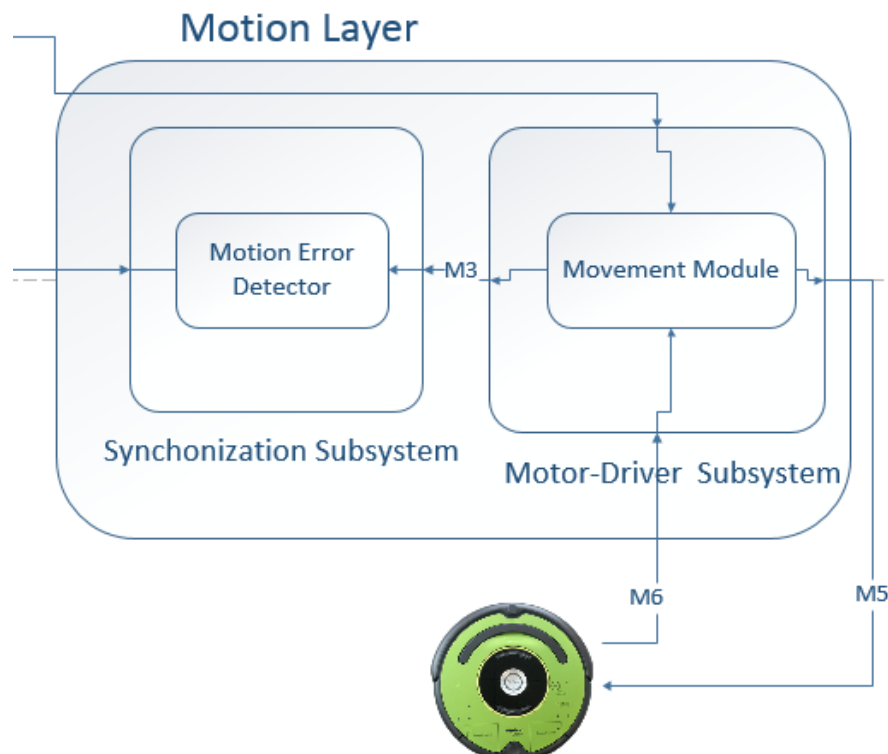 Motion Layer
Motion Error
Detector
M3
Movement Module
Synchonization Subsystem
Motor-Driver Subsystem
M6
M5